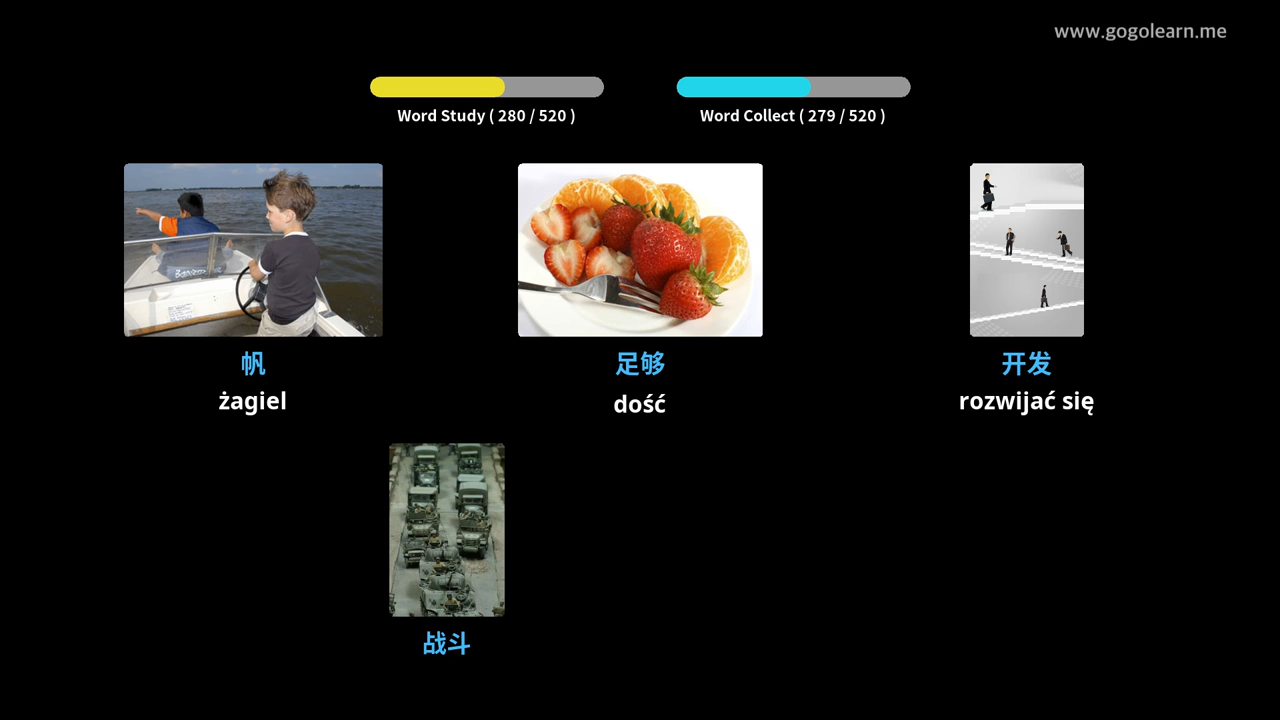 www.gogolearn.me
Word Study ( 280 / 520 )
Word Collect ( 279 / 520 )
帆
żagiel
足够
dość
开发
rozwijać się
战斗